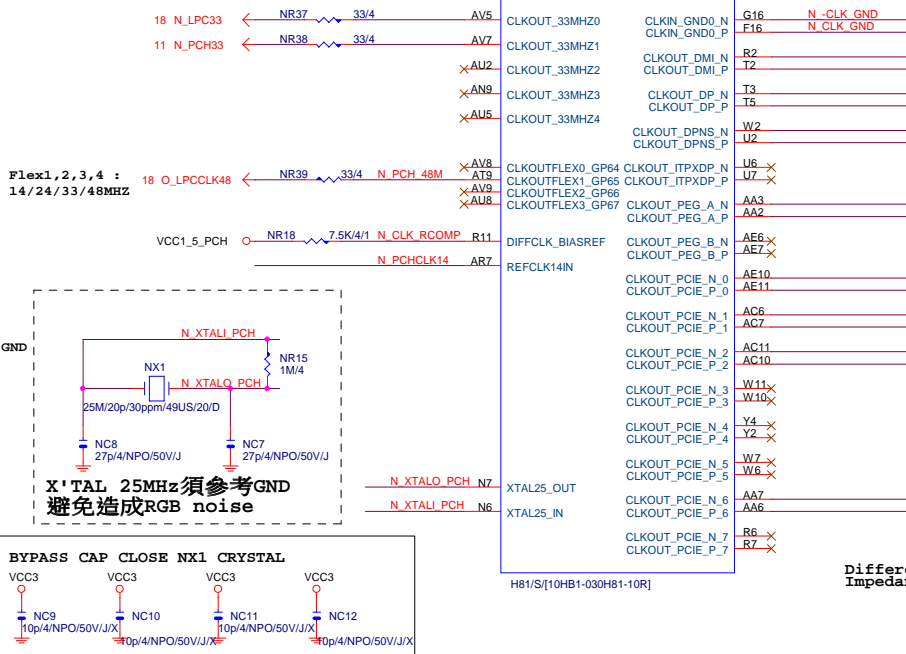 18 N_LPC33 NR37 33/4 AV5 CLKOUT_33MHZ0 CLKIN_GND0_N G16 N_-CLK_GND
CLKIN_GND0_P F16 N_CLK_GND
11 N_PCH33 NR38 33/4 AV7 CLKOUT_33MHZ1
CLKOUT_DMI_N R2
AU2 CLKOUT_33MHZ2 CLKOUT_DMI_P T2
AN9 CLKOUT_33MHZ3 CLKOUT_DP_N T3
CLKOUT_DP_P T5
AU5 CLKOUT_33MHZ4
CLKOUT_DPNS_N W2
CLKOUT_DPNS_P U2
AV8 CLKOUTFLEX0_GP64 CLKOUT_ITPXDP_N U6
Flex1,2,3,4 :
14/24/33/48MHZ
18 O_LPCCLK48 NR39 33/4 N_PCH_48M AT9 CLKOUTFLEX1_GP65 CLKOUT_ITPXDP_P U7
AV9 CLKOUTFLEX2_GP66
AU8 CLKOUTFLEX3_GP67 CLKOUT_PEG_A_N AA3
CLKOUT_PEG_A_P AA2
VCC1_5_PCH NR18 7.5K/4/1 N_CLK_RCOMP R11 DIFFCLK_BIASREF CLKOUT_PEG_B_N AE6
CLKOUT_PEG_B_P AE7
N_PCHCLK14 AR7 REFCLK14IN
CLKOUT_PCIE_N_0 AE10
CLKOUT_PCIE_P_0 AE11
CLKOUT_PCIE_N_1 AC6
CLKOUT_PCIE_P_1 AC7
CLKOUT_PCIE_N_2 AC11
CLKOUT_PCIE_P_2 AC10
CLKOUT_PCIE_N_3 W11
CLKOUT_PCIE_P_3 W10
CLKOUT_PCIE_N_4 Y4
CLKOUT_PCIE_P_4 Y2
CLKOUT_PCIE_N_5 W7
CLKOUT_PCIE_P_5 W6
N_XTALO_PCH N7 XTAL25_OUT
N_XTALI_PCH N6 XTAL25_IN
CLKOUT_PCIE_N_6 AA7
CLKOUT_PCIE_P_6 AA6
CLKOUT_PCIE_N_7 R6
CLKOUT_PCIE_P_7 R7
H81/S/[10HB1-030H81-10R]
GND
N_XTALI_PCH
NR15
1M/4
NX1
N_XTALO_PCH
25M/20p/30ppm/49US/20/D
NC8 NC7
27p/4/NPO/50V/J 27p/4/NPO/50V/J
X'TAL 25MHz須參考GND
避免造成RGB noise
BYPASS CAP CLOSE NX1 CRYSTAL
VCC3 VCC3 VCC3 VCC3
NC9 NC10 NC11 NC12
10p/4/NPO/50V/J/X 10p/4/NPO/50V/J/X 10p/4/NPO/50V/J/X 10p/4/NPO/50V/J/X